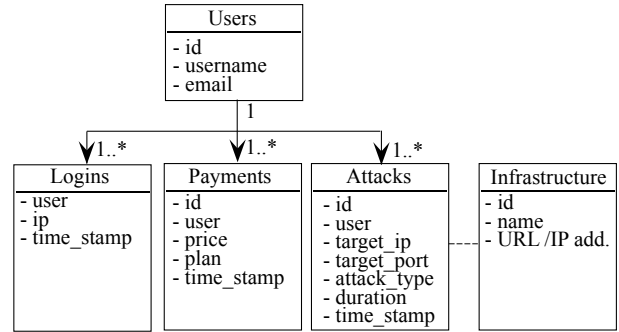 Users
- id
- username
- email
1
1..*
1..*
1..*
Logins
- user
- ip
- time_stamp
Payments
- id
- user
- price
- plan
- time_stamp
Attacks
- id
- user
- target_ip
- target_port
- attack_type
- duration
- time_stamp
Infrastructure
- id
- name
- URL /IP add.